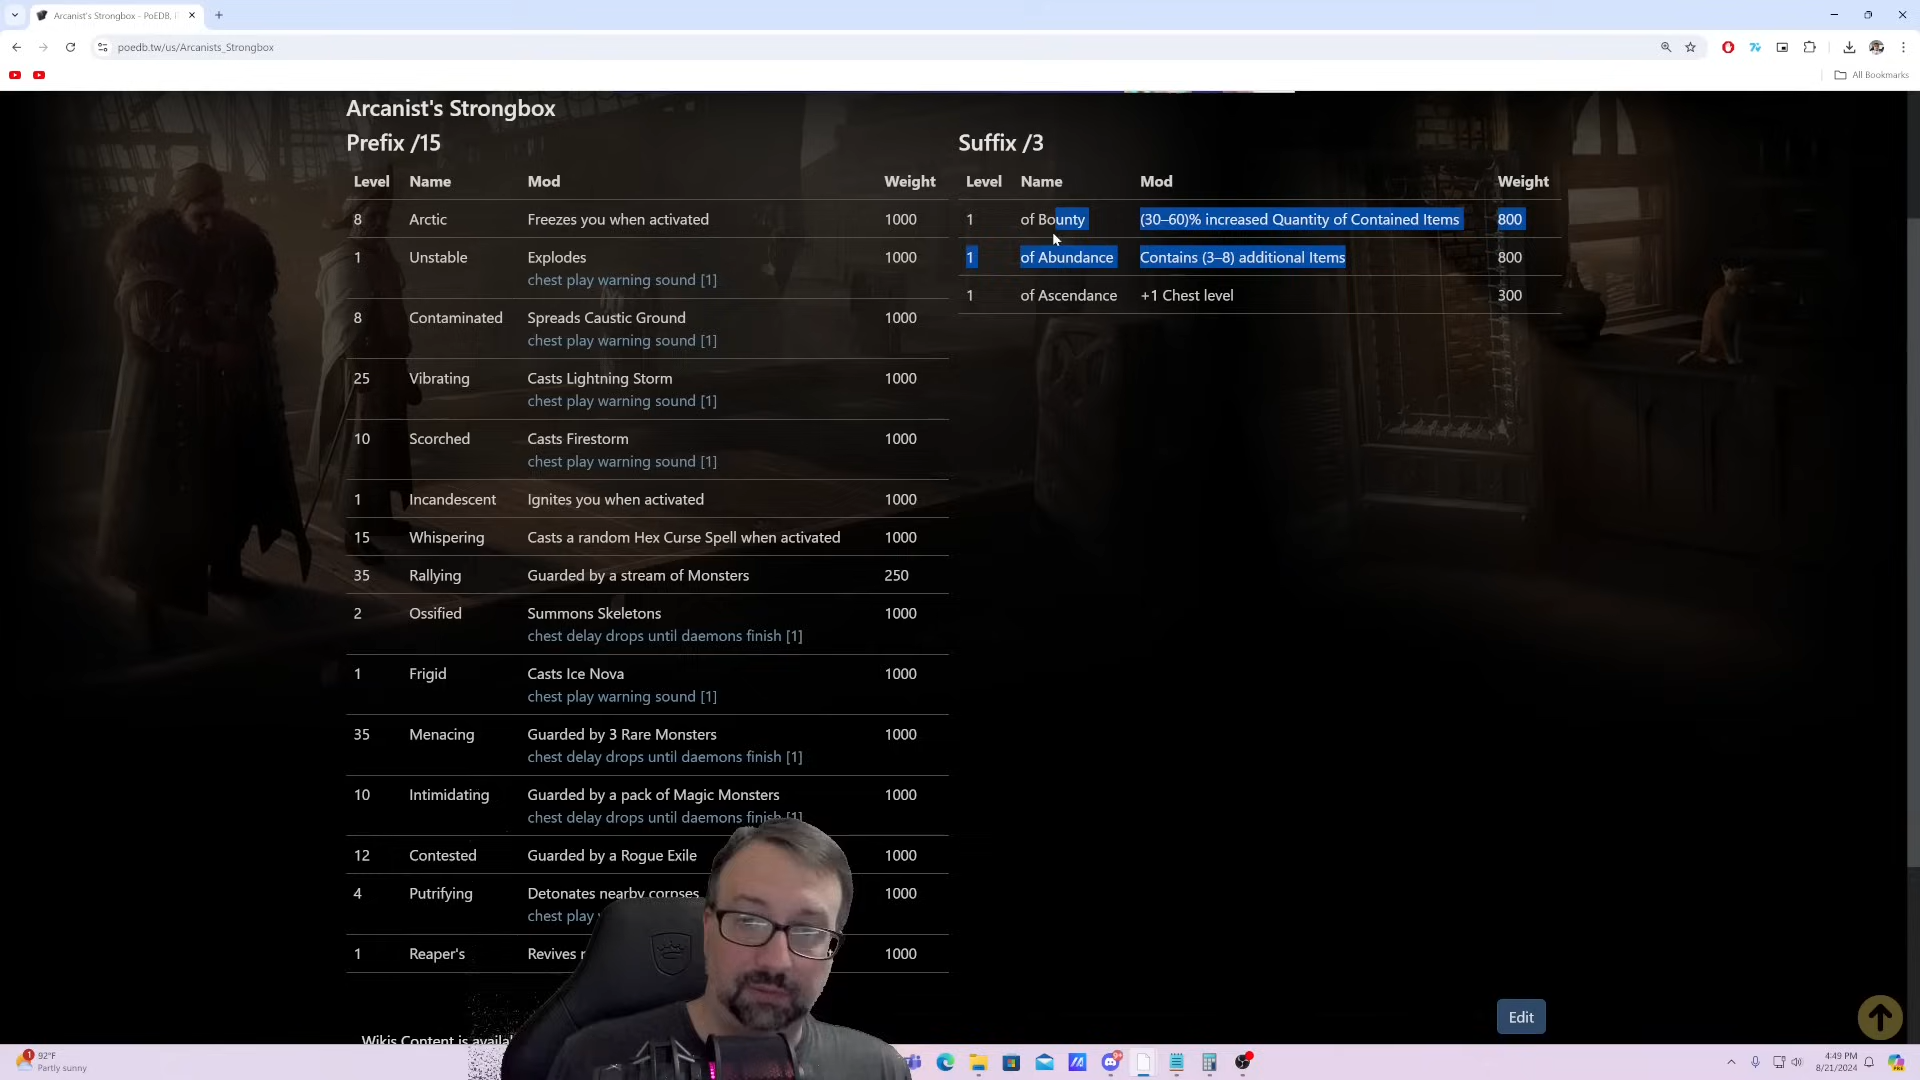 Arcanist's Strongbox - PoEDB, P
poedb.tw/us/Arcanists_Strongbox
All Bookmarks
Arcanist's Strongbox
Prefix /15
Level Name Mod Weight
8 Arctic Freezes you when activated 1000
1 Unstable Explodes 1000
chest play warning sound [1]
8 Contaminated Spreads Caustic Ground 1000
chest play warning sound [1]
25 Vibrating Casts Lightning Storm 1000
chest play warning sound [1]
10 Scorched Casts Firestorm 1000
chest play warning sound [1]
1 Incandescent Ignites you when activated 1000
15 Whispering Casts a random Hex Curse Spell when activated 1000
35 Rallying Guarded by a stream of Monsters 250
2 Ossified Summons Skeletons 1000
chest delay drops until daemons finish [1]
1 Frigid Casts Ice Nova 1000
chest play warning sound [1]
35 Menacing Guarded by 3 Rare Monsters 1000
chest delay drops until daemons finish [1]
10 Intimidating Guarded by a pack of Magic Monsters 1000
chest delay drops until daemons finish [1]
12 Contested Guarded by a Rogue Exile 1000
4 Putrifying Detonates nearby corpses 1000
chest play
1 Reaper's Revives 1000
Suffix /3
Level Name Mod Weight
1 of Bounty (30–60)% increased Quantity of Contained Items 800
1 of Abundance Contains (3–8) additional Items 800
1 of Ascendance +1 Chest level 300
Edit
Wikis Content is
1
92°F
Partly sunny
9+
4:49 PM
8/21/2024